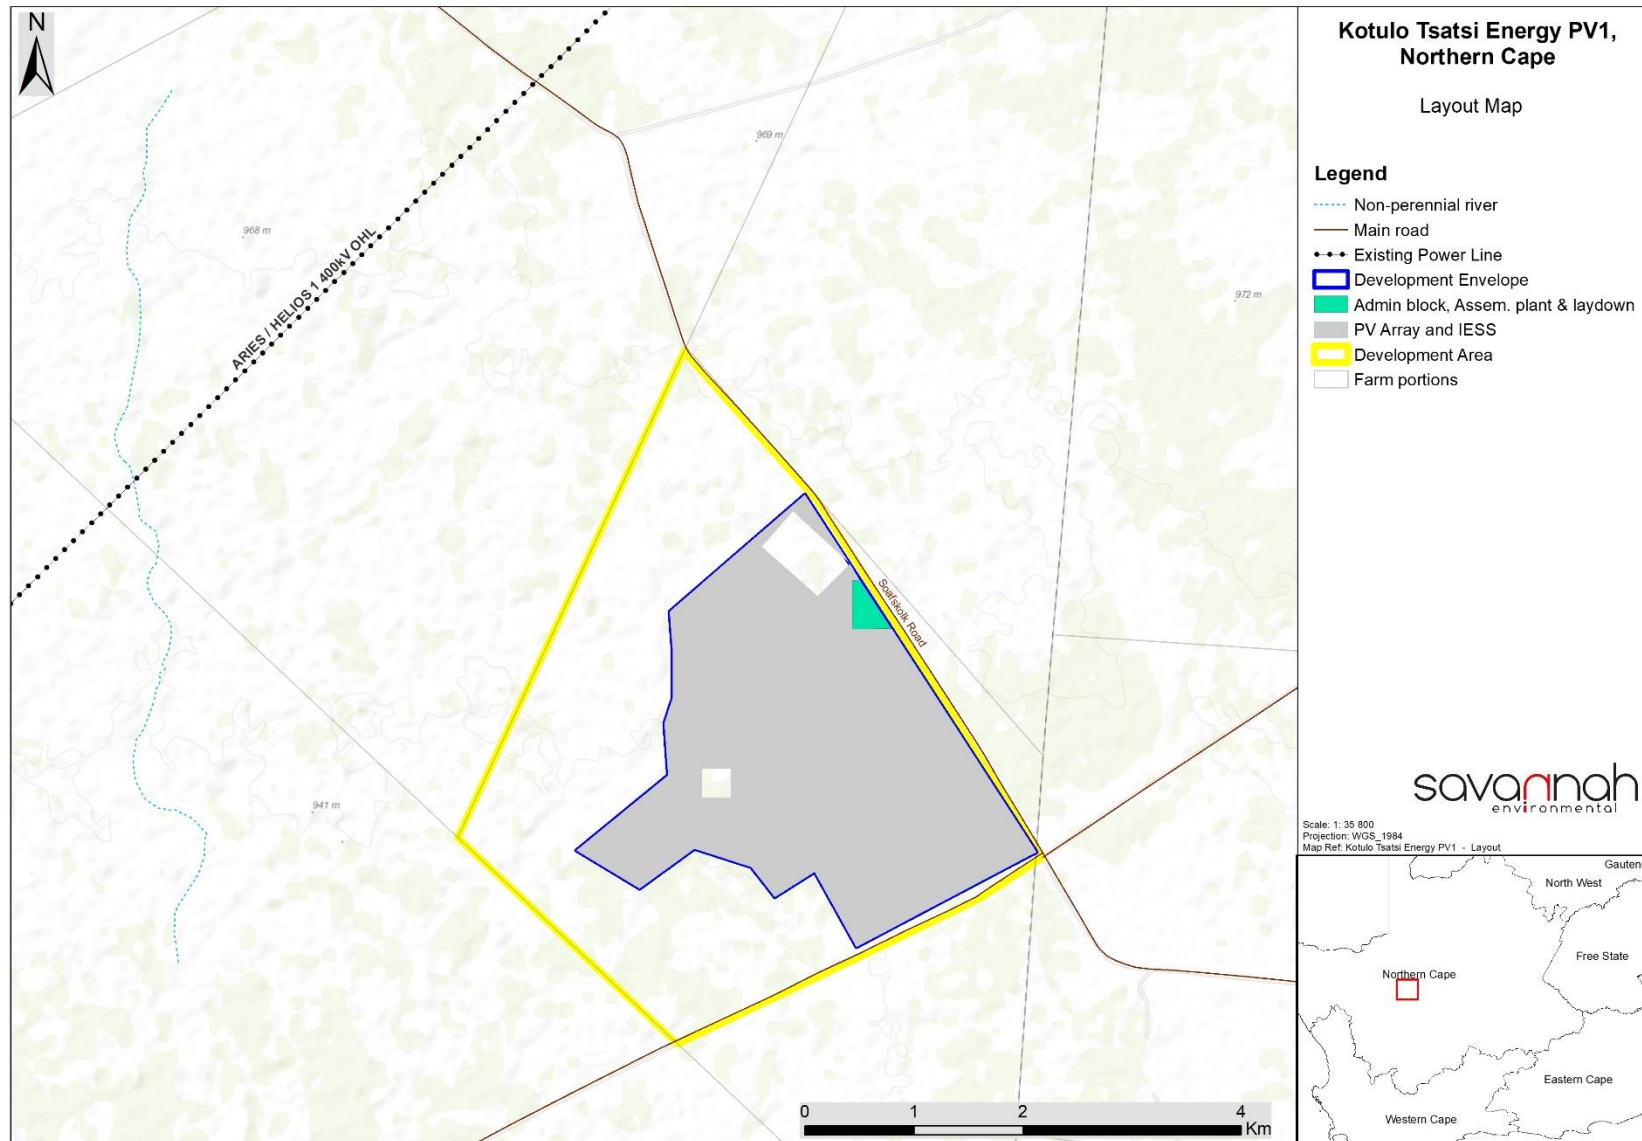 N
969 m
968 m
972 m
ARIES / HELIOS 1 400kV OHL
Soafskolk Road
941 m
0 1 2 4
Km
Kotulo Tsatsi Energy PV1,
Northern Cape
Layout Map
Legend
Non-perennial river
Main road
Existing Power Line
Development Envelope
Admin block, Assem. plant & laydown
PV Array and IESS
Development Area
Farm portions
savannah
environmental
Scale: 1: 35 800
Projection: WGS_1984
Map Ref: Kotulo Tsatsi Energy PV1 - Layout
Gauteng
North West
Free State
Northern Cape
Eastern Cape
Western Cape